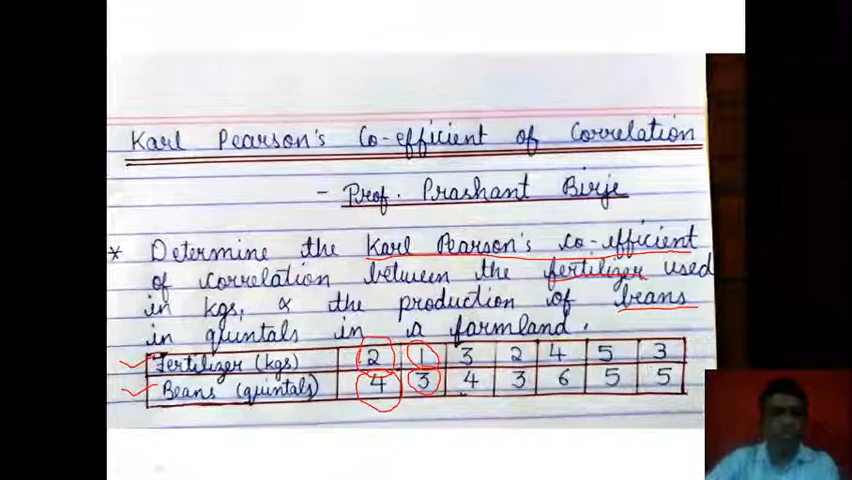 Karl Pearson's Co-efficient of Correlation
- Prof. Prashant Birje
* Determine the Karl Pearson's co-efficient
of correlation between the fertilizer used
in kgs, & the production of beans
in quintals in a farmland.
Fertilizer (kgs) 2 1 3 2 4 5 3
Beans (quintals) 4 3 4 3 6 5 5